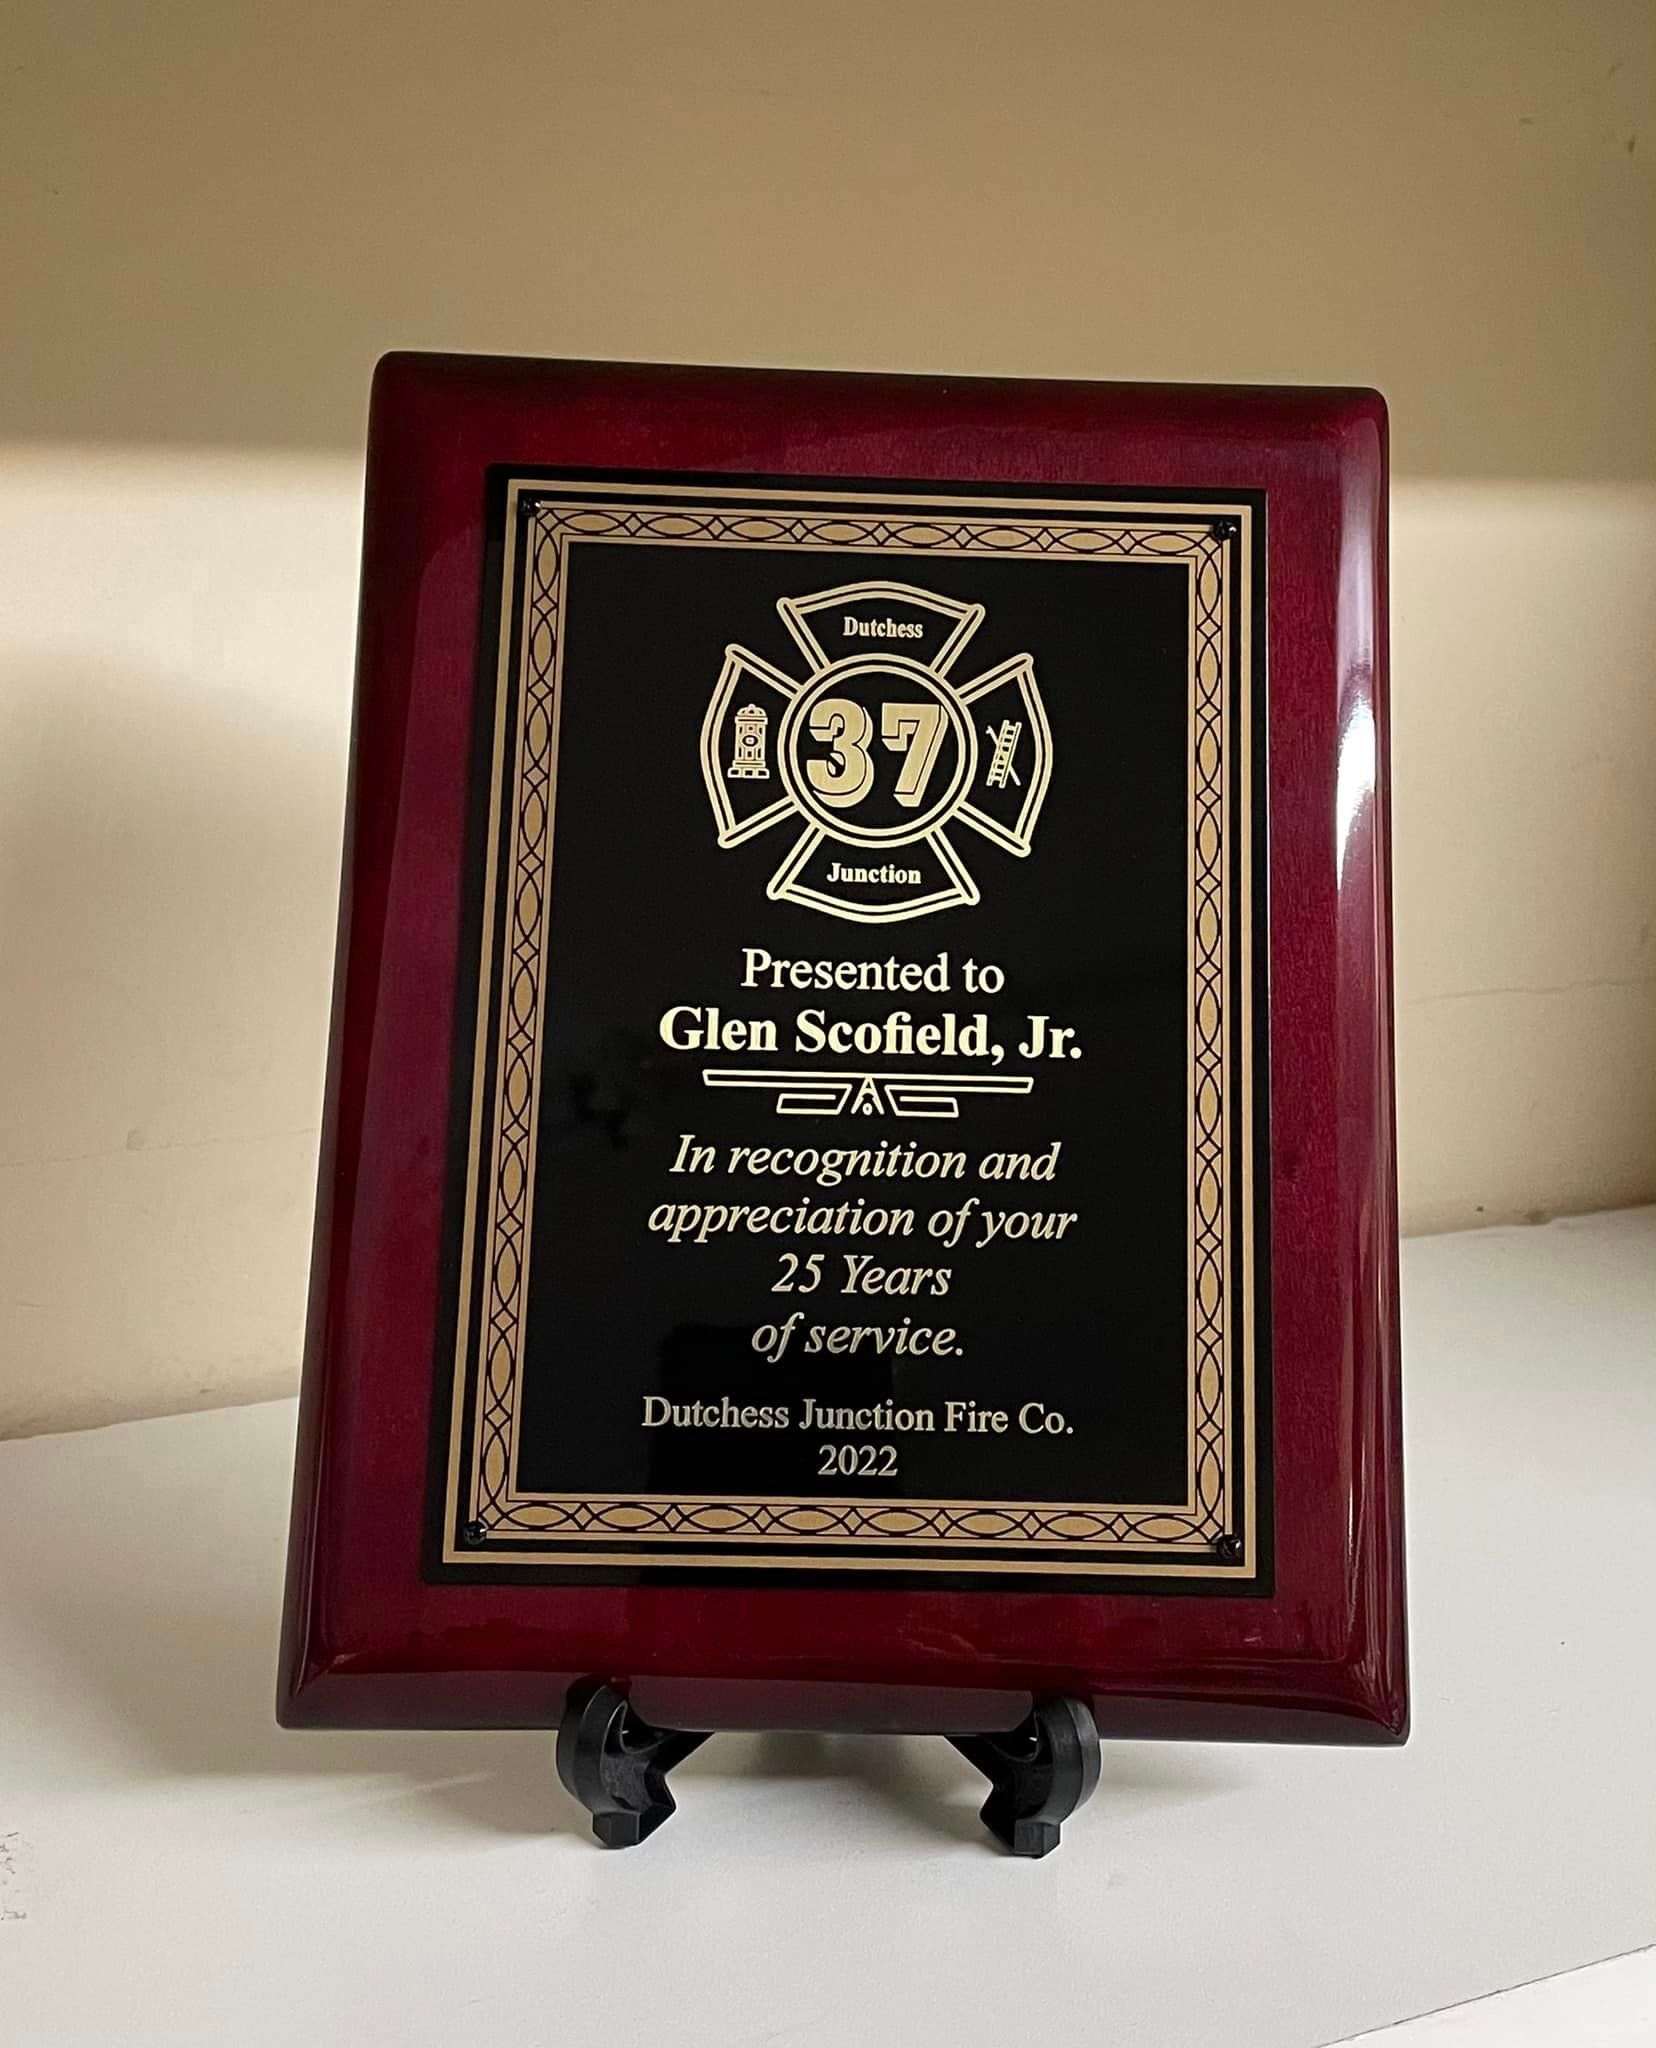 Dutchess
37
Junction
Presented to
Glen Scofield, Jr.
In recognition and
appreciation of your
25 Years
of service.
Dutchess Junction Fire Co.
2022